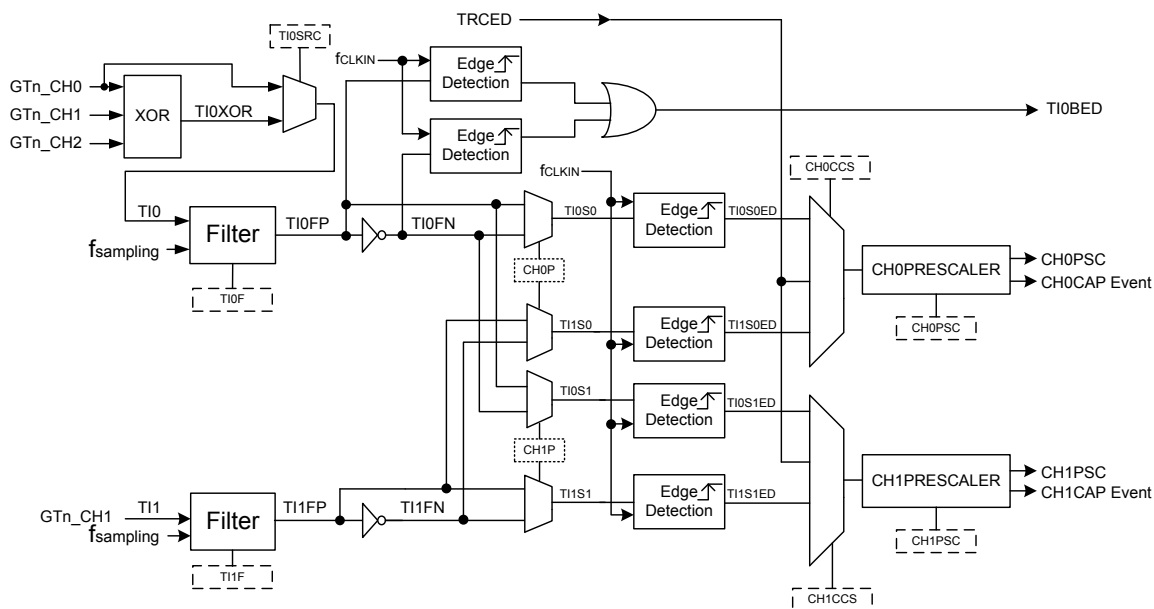 TRCED
TI0SRC
fCLKIN
Edge
Detection
GTn_CH0
GTn_CH1
GTn_CH2
XOR
TI0XOR
TI0BED
Edge
Detection
fCLKIN
CH0CCS
TI0
fsampling
Filter
TI0F
TI0FP
TI0FN
TI0S0
Edge
Detection
TI0S0ED
CH0P
CH0PRESCALER
CH0PSC
CH0CAP Event
CH0PSC
TI1S0
Edge
Detection
TI1S0ED
TI0S1
Edge
Detection
TI0S1ED
CH1P
CH1PRESCALER
CH1PSC
CH1CAP Event
CH1PSC
GTn_CH1
TI1
fsampling
Filter
TI1F
TI1FP
TI1FN
TI1S1
Edge
Detection
TI1S1ED
CH1CCS